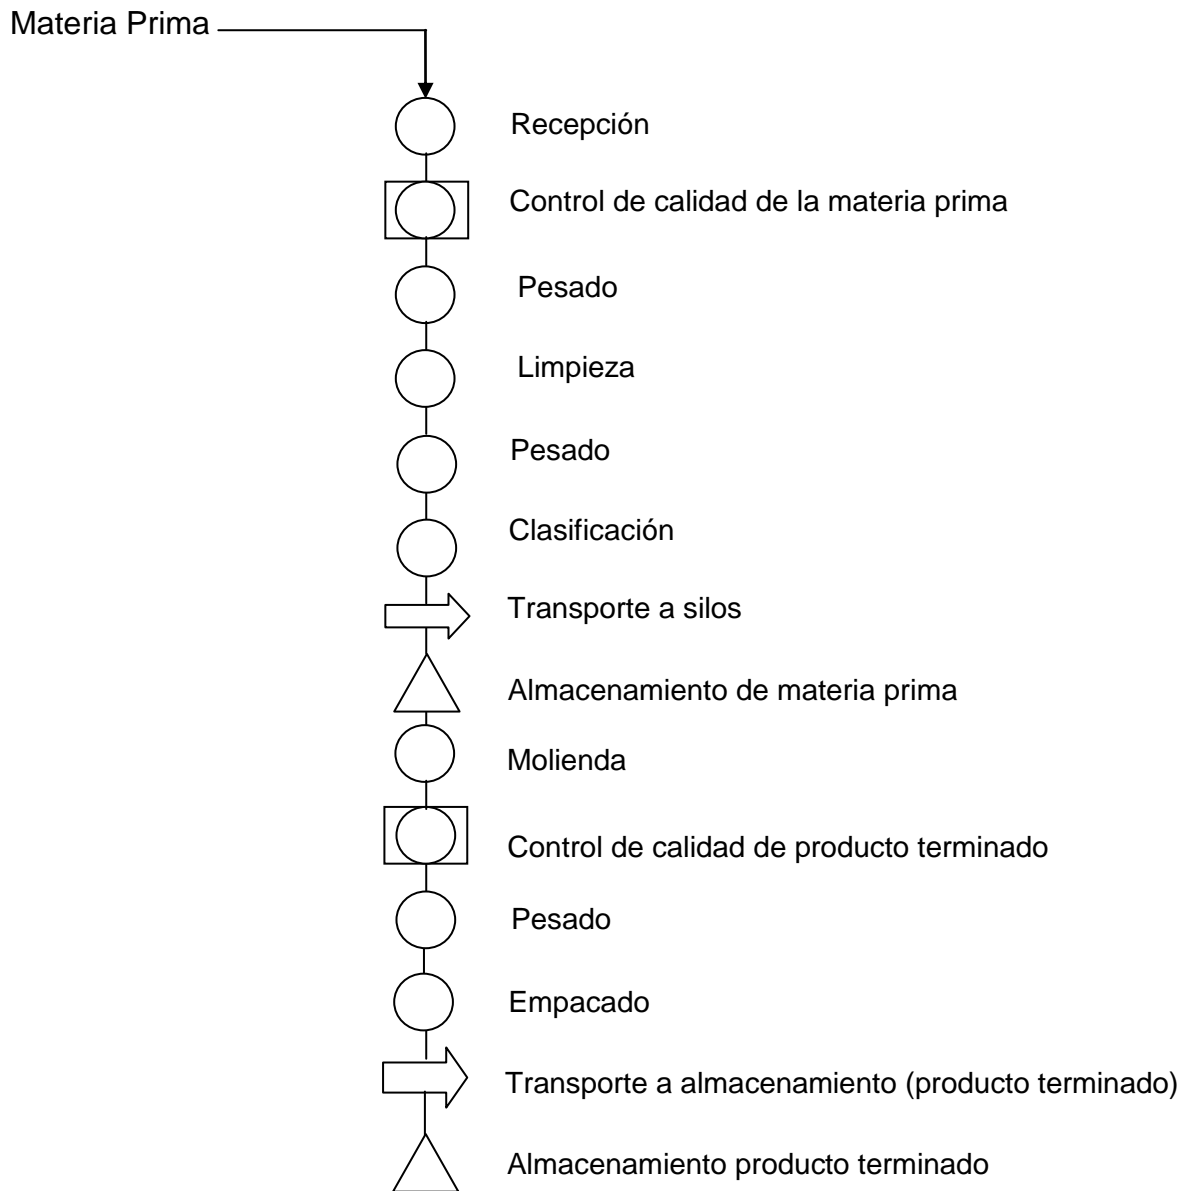 Materia Prima
Recepción
Control de calidad de la materia prima
Pesado
Limpieza
Pesado
Clasificación
Transporte a silos
Almacenamiento de materia prima
Molienda
Control de calidad de producto terminado
Pesado
Empacado
Transporte a almacenamiento (producto terminado)
Almacenamiento producto terminado